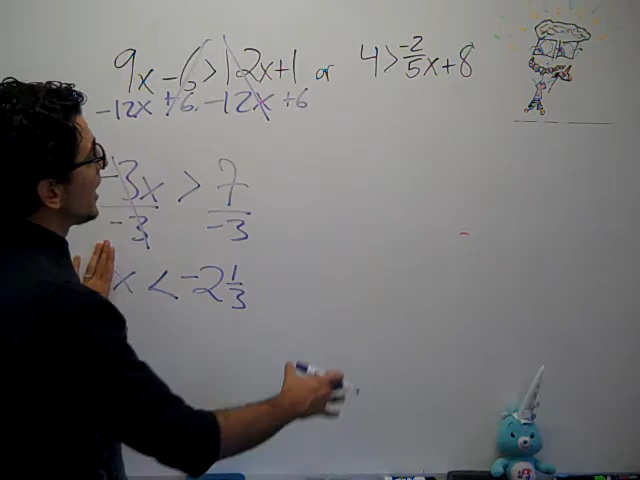 9x - 6 > 12x + 1 or 4 > -2/5 x + 8
-12x + 6 -12x + 6
-3x > 7
-3 -3
x < -2 1/3